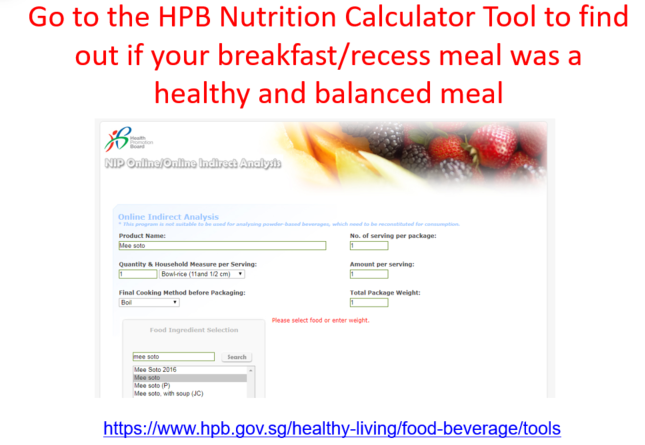 Go to the HPB Nutrition Calculator Tool to find
out if your breakfast/recess meal was a
healthy and balanced meal
Health
Promotion
Board
NIP Online/Online Indirect Analysis
Online Indirect Analysis
* This program is not suitable to be used for analyzing powder-based beverages, which need to be reconstituted for consumption.
Product Name:
No. of serving per package:
Mee soto
1
Quantity & Household Measure per Serving:
Amount per serving:
1 Bowl-rice (11and 1/2 cm)
1
Final Cooking Method before Packaging:
Total Package Weight:
Boil
1
Please select food or enter weight.
Food Ingredient Selection
mee soto Search
Mee Soto 2016
Mee soto
Mee soto (P)
Mee soto, with soup (JC)
https://www.hpb.gov.sg/healthy-living/food-beverage/tools